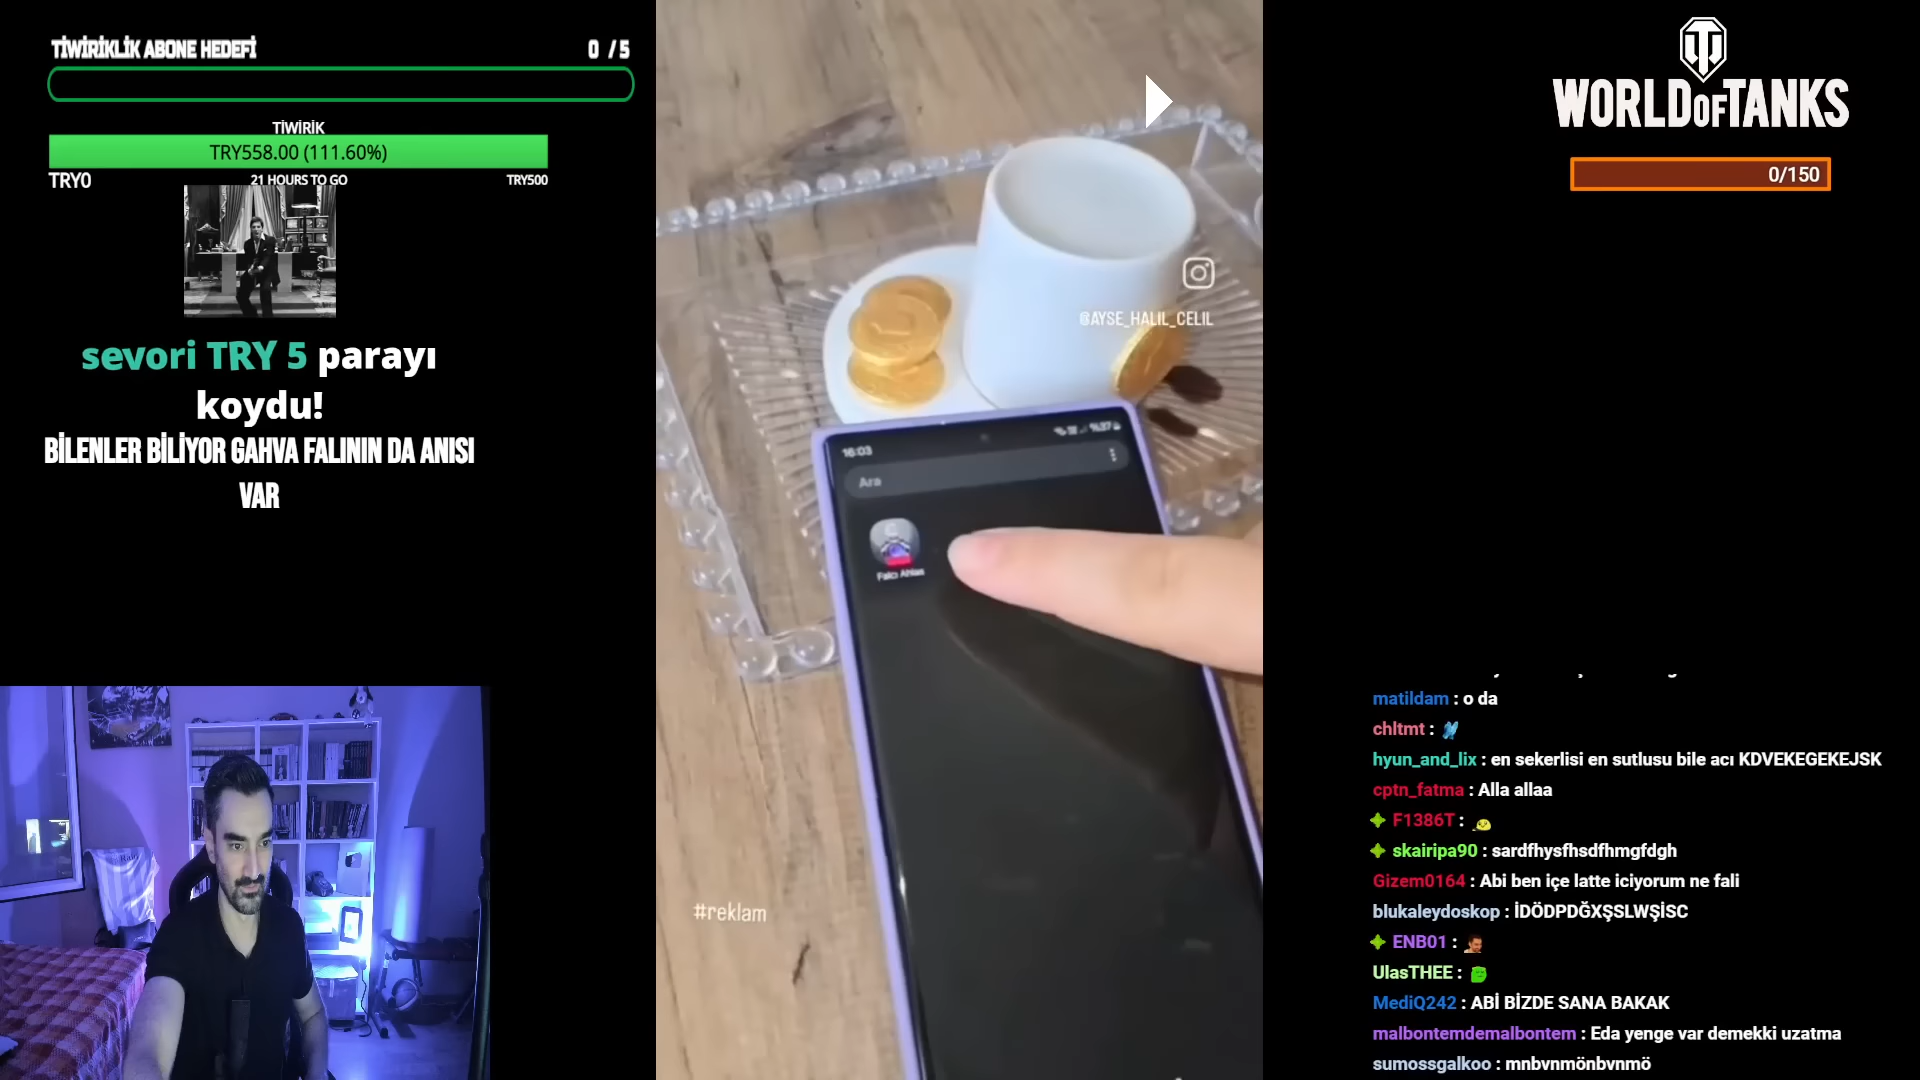 TİWİRİKLİK ABONE HEDEFİ 0 / 5
TİWİRİK
TRY558.00 (111.60%)
TRY0 21 HOURS TO GO TRY500
sevori TRY 5 parayı
koydu!
BİLENLER BİLİYOR GAHVA FALININ DA ANISI
VAR
@AYSE_HALIL_CELIL
16:03
%37
Ara
Falcı
#reklam
WORLD OF TANKS
0/150
matildam : o da
chltmt :
hyun_and_lix : en sekerlisi en sutlusu bile acı KDVEKEGEKEJSK
cptn_fatma : Alla allaa
F1386T :
skairipa90 : sardfhysfhsdfhmgfdgh
Gizem0164 : Abi ben içe latte iciyorum ne fali
blukaleydoskop : İDÖDPDĞXŞSLWŞİSC
ENB01 :
UlasTHEE :
MediQ242 : ABİ BİZDE SANA BAKAK
malbontemdemalbontem : Eda yenge var demekki uzatma
sumossgalkoo : mnbvnmönbvnmö